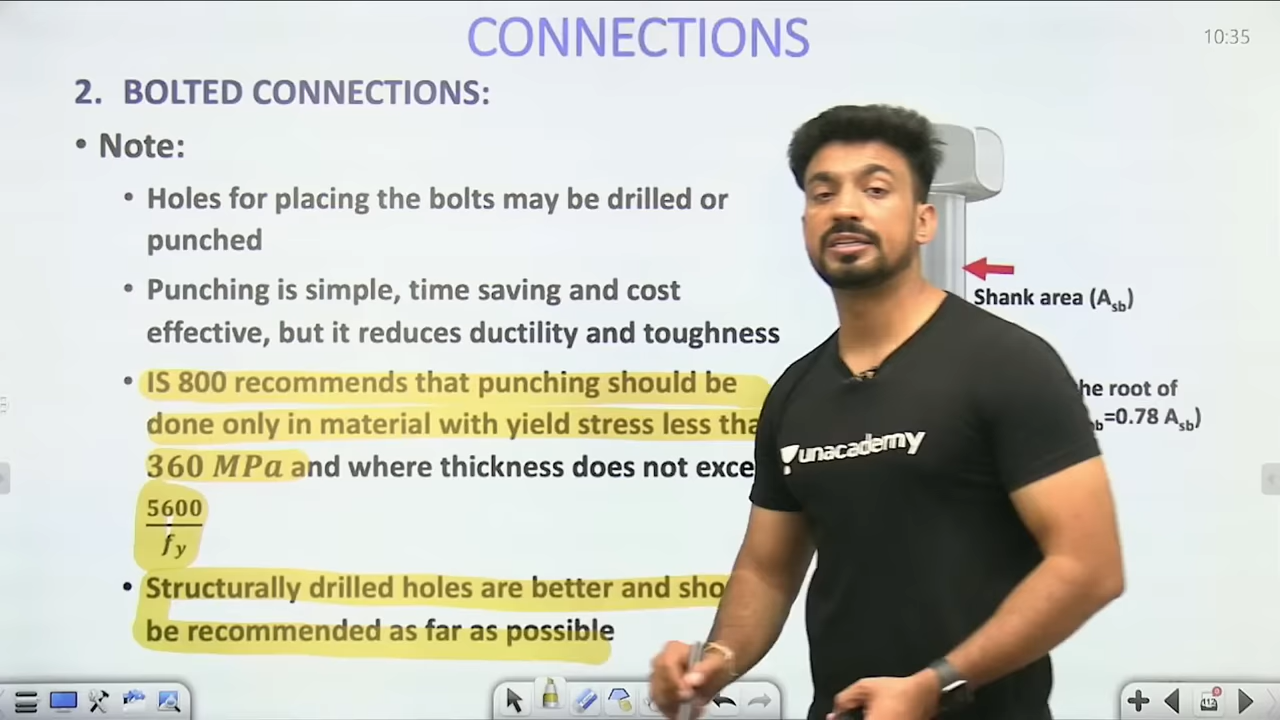 CONNECTIONS
10:35
2. BOLTED CONNECTIONS:
• Note:
• Holes for placing the bolts may be drilled or
punched
• Punching is simple, time saving and cost
effective, but it reduces ductility and toughness
• IS 800 recommends that punching should be
done only in material with yield stress less tha
360 MPa and where thickness does not exce
5600
fy
• Structurally drilled holes are better and sho
be recommended as far as possible
Shank area (Asb)
he root of
=0.78 Asb)
unacademy